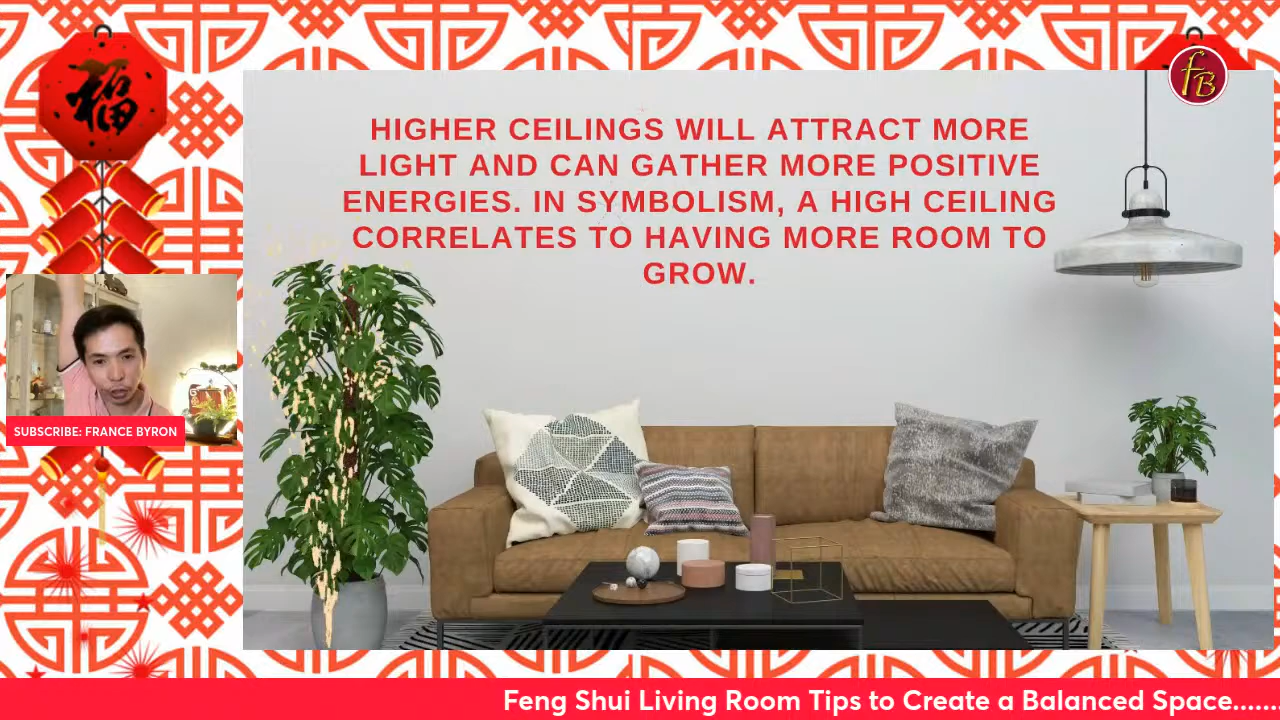 福
fB
HIGHER CEILINGS WILL ATTRACT MORE
LIGHT AND CAN GATHER MORE POSITIVE
ENERGIES. IN SYMBOLISM, A HIGH CEILING
CORRELATES TO HAVING MORE ROOM TO
GROW.
SUBSCRIBE: FRANCE BYRON
Feng Shui Living Room Tips to Create a Balanced Space.......